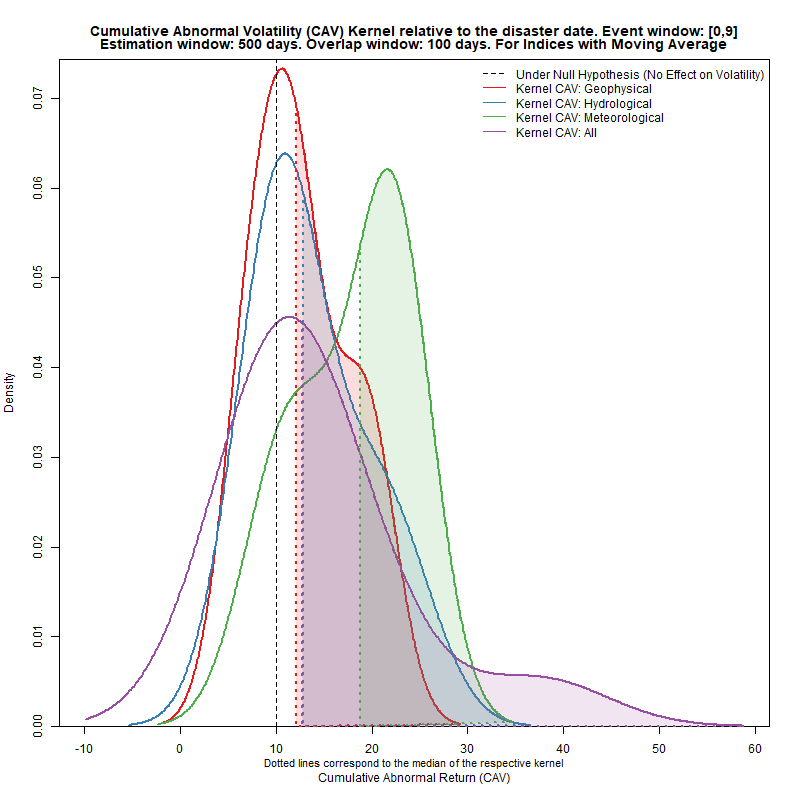 Cumulative Abnormal Volatility (CAV) Kernel relative to the disaster date. Event window: [0,9]
Estimation window: 500 days. Overlap window: 100 days. For Indices with Moving Average
Under Null Hypothesis (No Effect on Volatility)
Kernel CAV: Geophysical
Kernel CAV: Hydrological
Kernel CAV: Meteorological
Kernel CAV: All
0.07
0.06
0.05
0.04
0.03
0.02
0.01
0.00
Density
-10 0 10 20 30 40 50 60
Dotted lines correspond to the median of the respective kernel
Cumulative Abnormal Return (CAV)